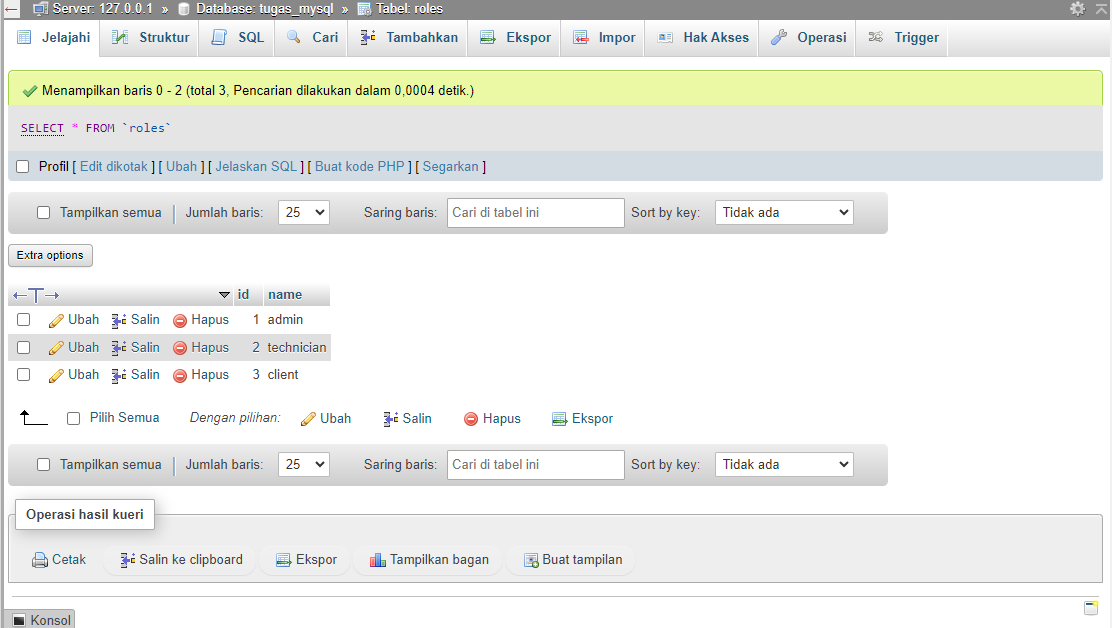 Server: 127.0.0.1 » Database: tugas_mysql » Tabel: roles
Jelajahi Struktur SQL Cari Tambahkan Ekspor Impor Hak Akses Operasi Trigger
Menampilkan baris 0 - 2 (total 3, Pencarian dilakukan dalam 0,0004 detik.)
SELECT * FROM `roles`
Profil [ Edit dikotak ] [ Ubah ] [ Jelaskan SQL ] [ Buat kode PHP ] [ Segarkan ]
Tampilkan semua | Jumlah baris: 25 Saring baris: Cari di tabel ini Sort by key: Tidak ada
Extra options
←T→ id name
Ubah Salin Hapus 1 admin
Ubah Salin Hapus 2 technician
Ubah Salin Hapus 3 client
Pilih Semua Dengan pilihan: Ubah Salin Hapus Ekspor
Tampilkan semua | Jumlah baris: 25 Saring baris: Cari di tabel ini Sort by key: Tidak ada
Operasi hasil kueri
Cetak Salin ke clipboard Ekspor Tampilkan bagan Buat tampilan
Konsol